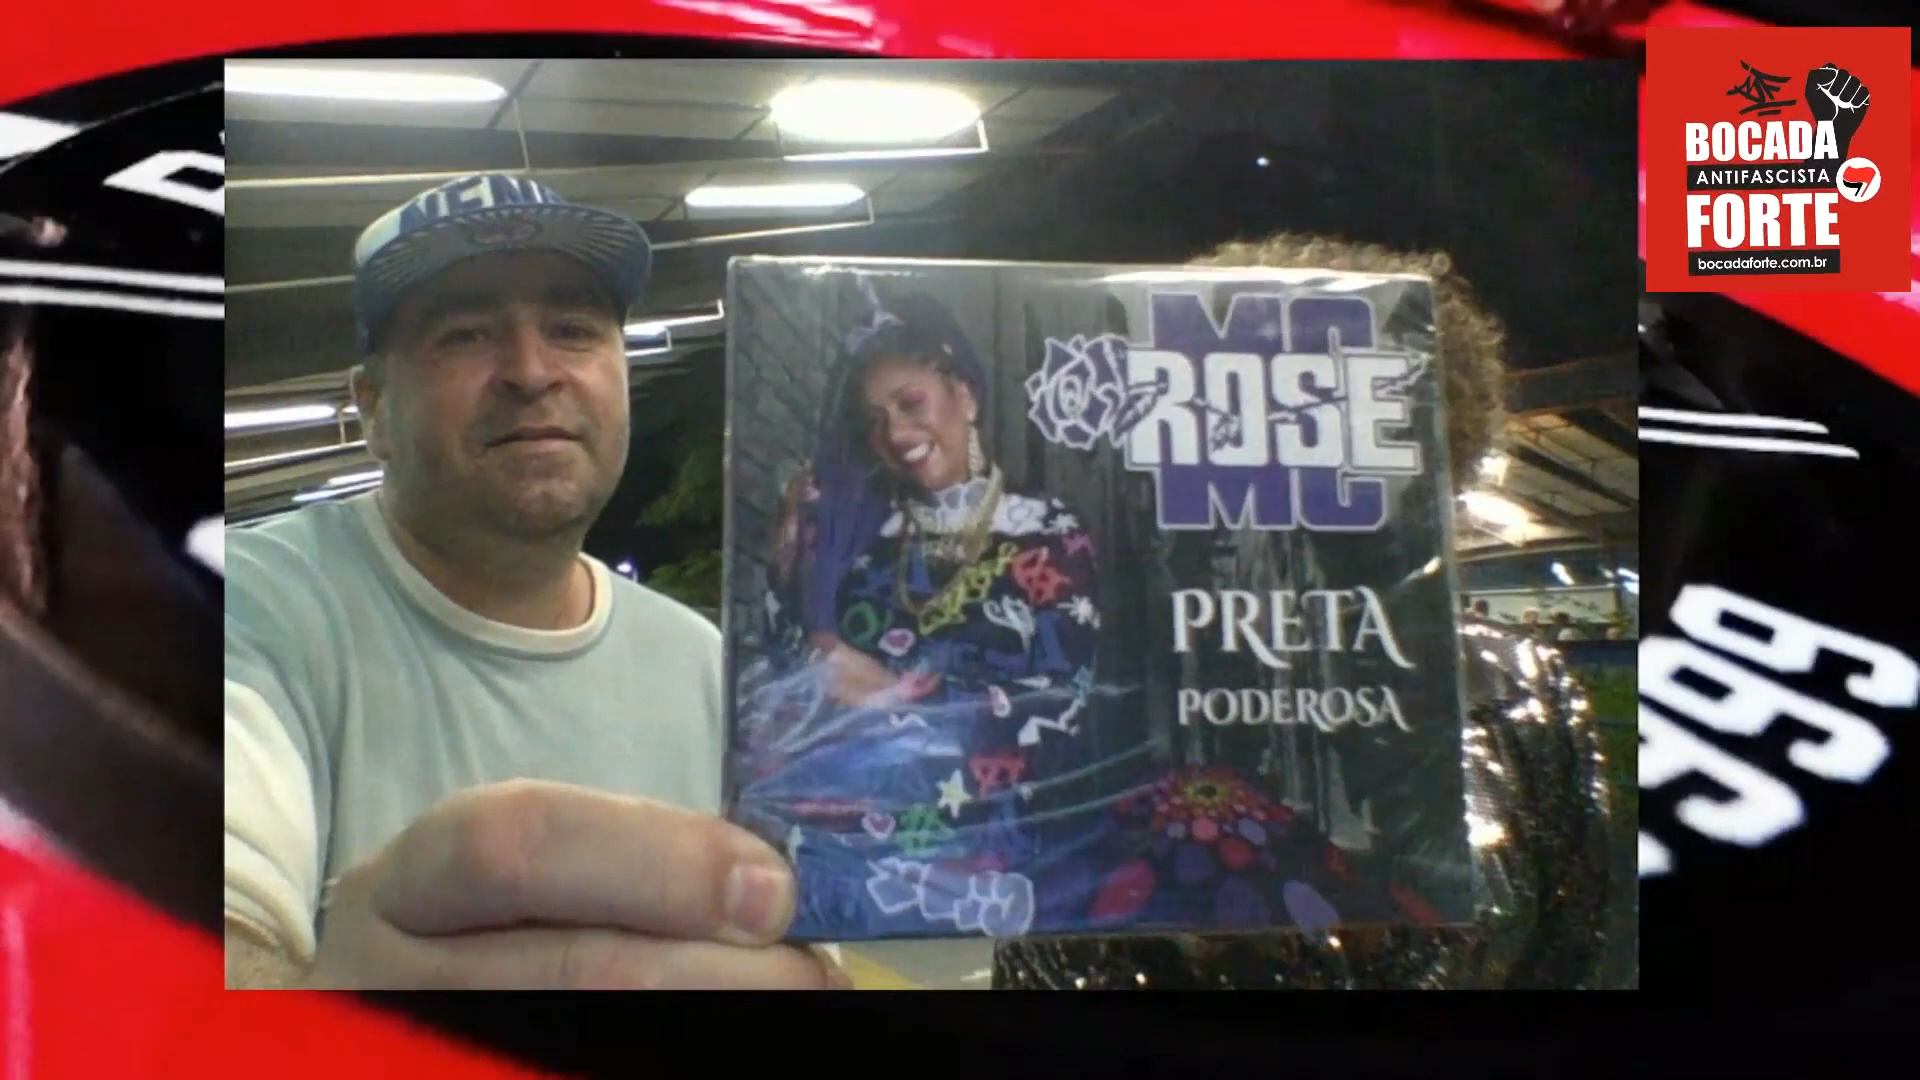 BOCADA
ANTIFASCISTA
FORTE
bocadaforte.com.br
MC
ROSE
MC
PRETA
PODEROSA